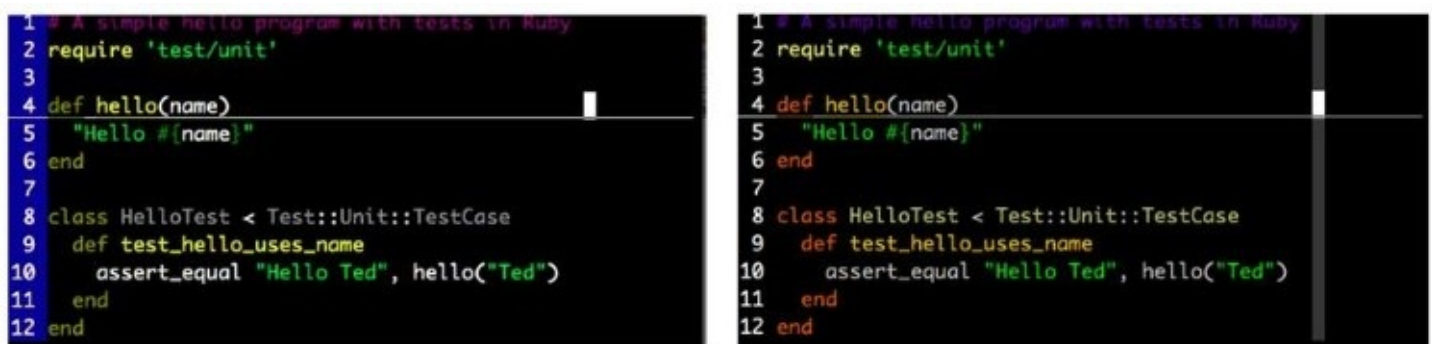 1 # A simple hello program with tests in Ruby
2 require 'test/unit'
3
4 def hello(name)
5 "Hello #{name}"
6 end
7
8 class HelloTest < Test::Unit::TestCase
9 def test_hello_uses_name
10 assert_equal "Hello Ted", hello("Ted")
11 end
12 end
1 # A simple hello program with tests in Ruby
2 require 'test/unit'
3
4 def hello(name)
5 "Hello #{name}"
6 end
7
8 class HelloTest < Test::Unit::TestCase
9 def test_hello_uses_name
10 assert_equal "Hello Ted", hello("Ted")
11 end
12 end